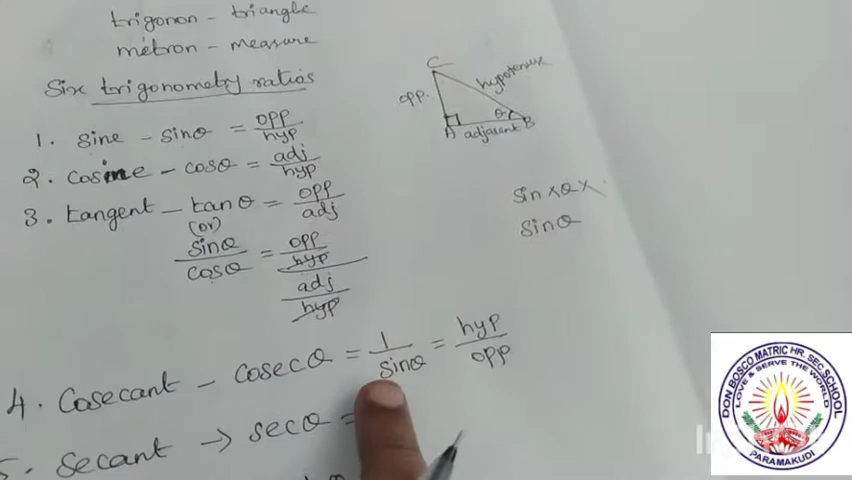 trigonon - triangle
metron - measure
Six trigonometry ratios
1. sine - sinθ = opp/hyp
2. cosine - cosθ = adj/hyp
3. tangent - tanθ = opp/adj
(or)
sinθ/cosθ = opp/hyp / adj/hyp
4. Cosecant - cosecθ = 1/sinθ = hyp/opp
5. secant → secθ =
C
opp.
hypotenuse
θ
A
adjacent
B
sin x θ x
sinθ
DON BOSCO MATRIC HR. SEC SCHOOL
LOVE & SERVE THE WORLD
PARAMAKUDI